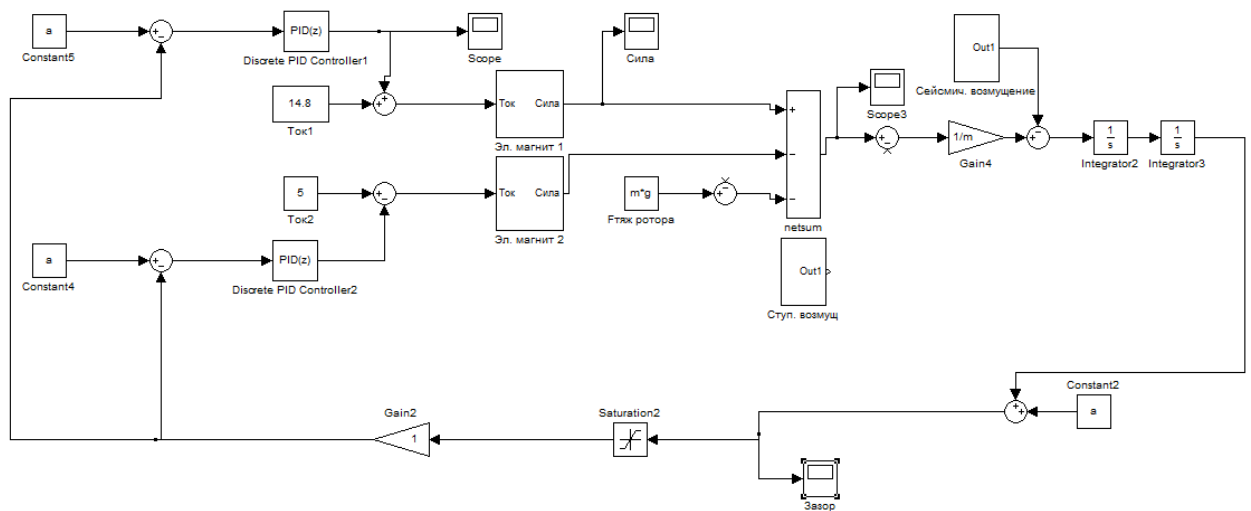 a
Constant5
PID(z)
Discrete PID Controller1
Scope
Сила
Out1
Сейсмич. возмущение
14.8
Ток1
Ток
Сила
Эл. магнит 1
Scope3
1/m
Gain4
1
s
Integrator2
1
s
Integrator3
5
Ток2
Ток
Сила
Эл. магнит 2
m*g
Fтяж ротора
netsum
a
Constant4
PID(z)
Discrete PID Controller2
Out1
Ступ. возмущ
Constant2
a
Gain2
1
Saturation2
Зазор